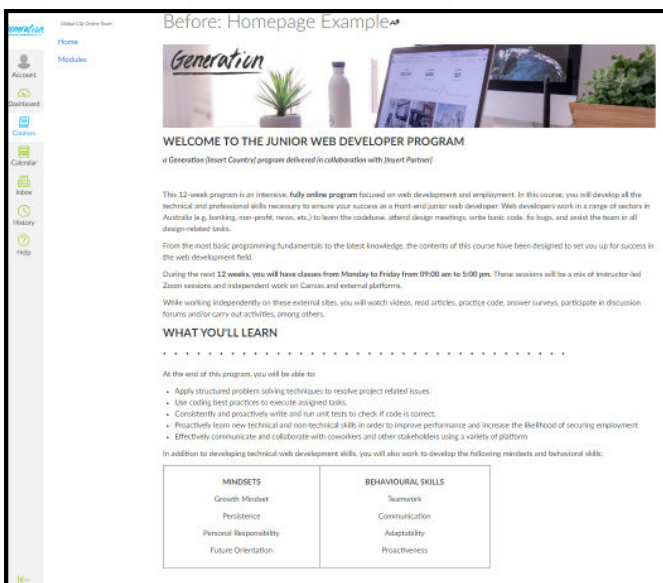 Generation
Global C&I Online Team
Home
Modules
Account
Dashboard
Courses
Calendar
Inbox
History
Help
Before: Homepage Example
Generation
WELCOME TO THE JUNIOR WEB DEVELOPER PROGRAM
a Generation [Insert Country] program delivered in collaboration with [Insert Partner]
This 12-week program is an intensive, fully online program focused on web development and employment. In this course, you will develop all the
technical and professional skills necessary to ensure your success as a front-end junior web developer. Web developers work in a range of sectors in
Australia (e.g. banking, non-profit, news, etc.) to learn the codebase, attend design meetings, write basic code, fix bugs, and assist the team in all
design-related tasks.
From the most basic programming fundamentals to the latest knowledge, the contents of this course have been designed to set you up for success in
the web development field.
During the next 12 weeks, you will have classes from Monday to Friday from 09:00 am to 5:00 pm. These sessions will be a mix of instructor-led
Zoom sessions and independent work on Canvas and external platforms.
While working independently on these external sites, you will watch videos, read articles, practice code, answer surveys, participate in discussion
forums and/or carry out activities, among others.
WHAT YOU'LL LEARN
At the end of this program, you will be able to:
• Apply structured problem solving techniques to resolve project related issues.
• Use coding best practices to execute assigned tasks.
• Consistently and proactively write and run unit tests to check if code is correct.
• Proactively learn new technical and non-technical skills in order to improve performance and increase the likelihood of securing employment
• Effectively communicate and collaborate with coworkers and other stakeholders using a variety of platform
In addition to developing technical web development skills, you will also work to develop the following mindsets and behavioral skills:
MINDSETS
Growth Mindset
Persistence
Personal Responsibility
Future Orientation
BEHAVIOURAL SKILLS
Teamwork
Communication
Adaptability
Proactiveness